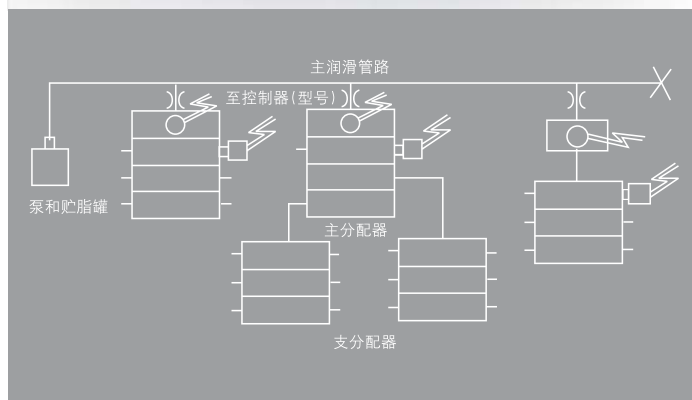 主润滑管路
至控制器(型号)
泵和贮脂罐
主分配器
支分配器